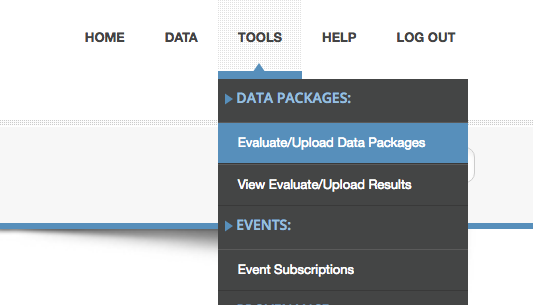 HOME DATA TOOLS HELP LOG OUT
DATA PACKAGES:
Evaluate/Upload Data Packages
View Evaluate/Upload Results
EVENTS:
Event Subscriptions